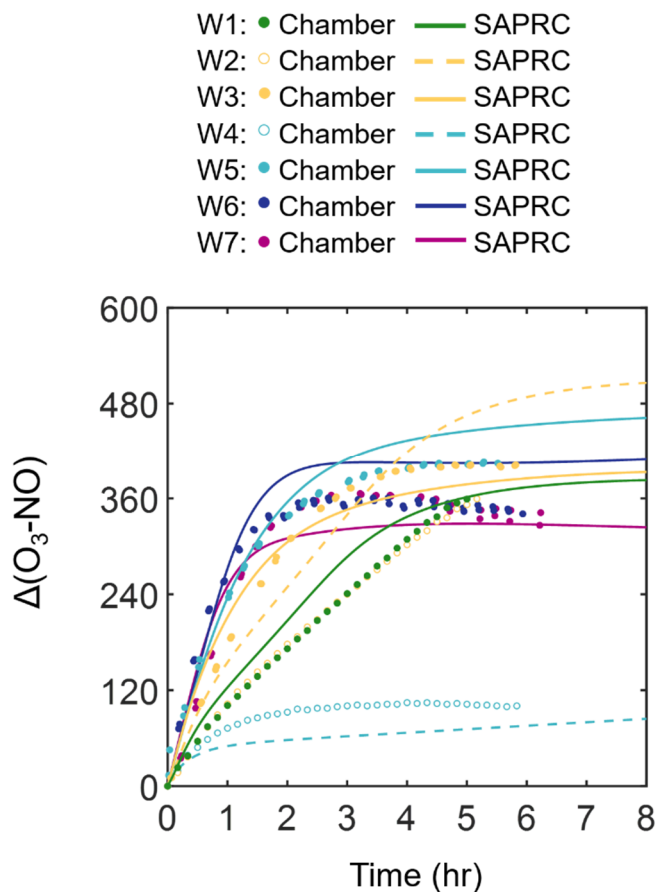 W1: Chamber SAPRC
W2: Chamber SAPRC
W3: Chamber SAPRC
W4: Chamber SAPRC
W5: Chamber SAPRC
W6: Chamber SAPRC
W7: Chamber SAPRC
600
480
360
240
120
0
Δ(O₃-NO)
0 1 2 3 4 5 6 7 8
Time (hr)